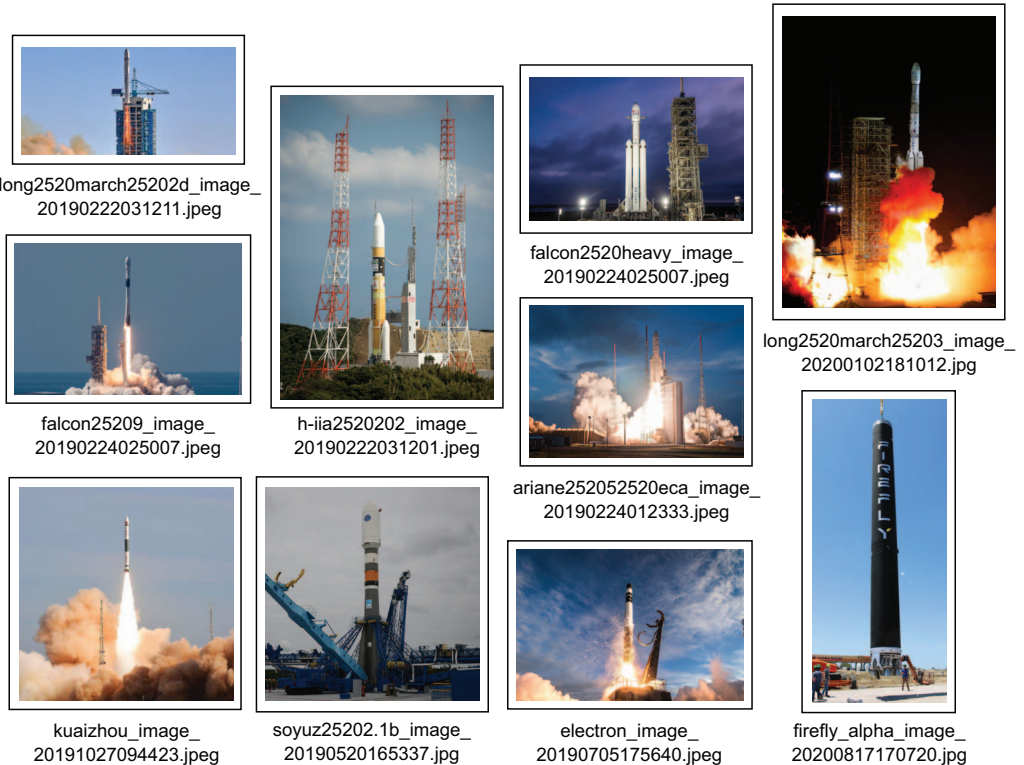 long2520march25202d_image_
20190222031211.jpeg
falcon25209_image_
20190224025007.jpeg
kuaizhou_image_
20191027094423.jpeg
h-iia2520202_image_
20190222031201.jpeg
soyuz25202.1b_image_
20190520165337.jpg
falcon2520heavy_image_
20190224025007.jpeg
ariane252052520eca_image_
20190224012333.jpeg
electron_image_
20190705175640.jpeg
long2520march25203_image_
20200102181012.jpg
FIREFLY
firefly_alpha_image_
20200817170720.jpg